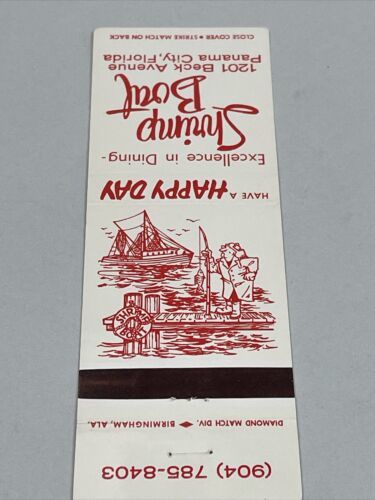 CLOSE COVER • STRIKE MATCH ON BACK
1201 Beck Avenue
Panama City, Florida
Shrimp
Boat
Excellence in Dining-
HAVE A HAPPY DAY
SHRIMP
BOAT
DIAMOND MATCH DIV. ♥ BIRMINGHAM, ALA.
(904) 785-8403